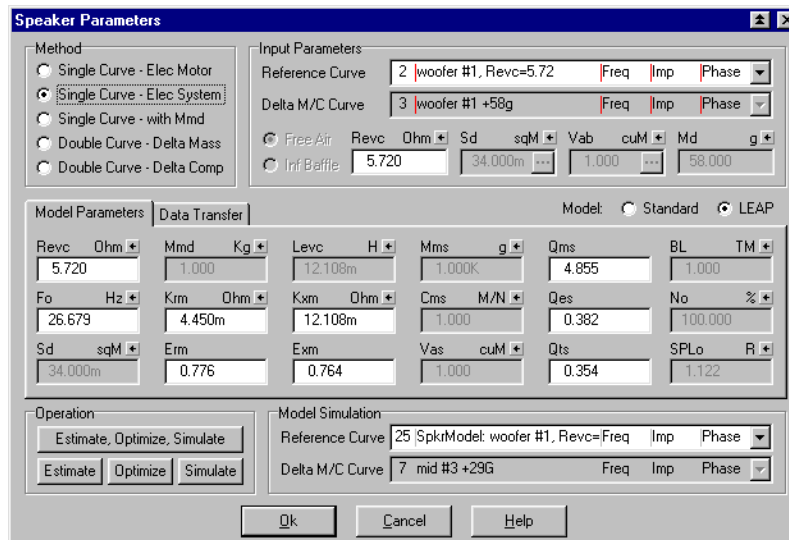 Speaker Parameters
Method
Single Curve - Elec Motor
Single Curve - Elec System
Single Curve - with Mmd
Double Curve - Delta Mass
Double Curve - Delta Comp
Input Parameters
Reference Curve 2 woofer #1, Revc=5.72 Freq Imp Phase
Delta M/C Curve 3 woofer #1 +58g Freq Imp Phase
Free Air Revc Ohm Sd sqM Vab cuM Md g
Inf Baffle 5.720 34.000m ... 1.000 ... 58.000
Model Parameters Data Transfer Model: Standard LEAP
Revc Ohm Mmd Kg Levc H Mms g Qms BL TM
5.720 1.000 12.108m 1.000K 4.855 1.000
Fo Hz Krm Ohm Kxm Ohm Cms M/N Qes No %
26.679 4.450m 12.108m 1.000 0.382 100.000
Sd sqM Erm Exm Vas cuM Qts SPLo R
34.000m 0.776 0.764 1.000 0.354 1.122
Operation
Estimate, Optimize, Simulate
Estimate Optimize Simulate
Model Simulation
Reference Curve 25 SpkrModel: woofer #1, Revc= Freq Imp Phase
Delta M/C Curve 7 mid #3 +29G Freq Imp Phase
Ok Cancel Help